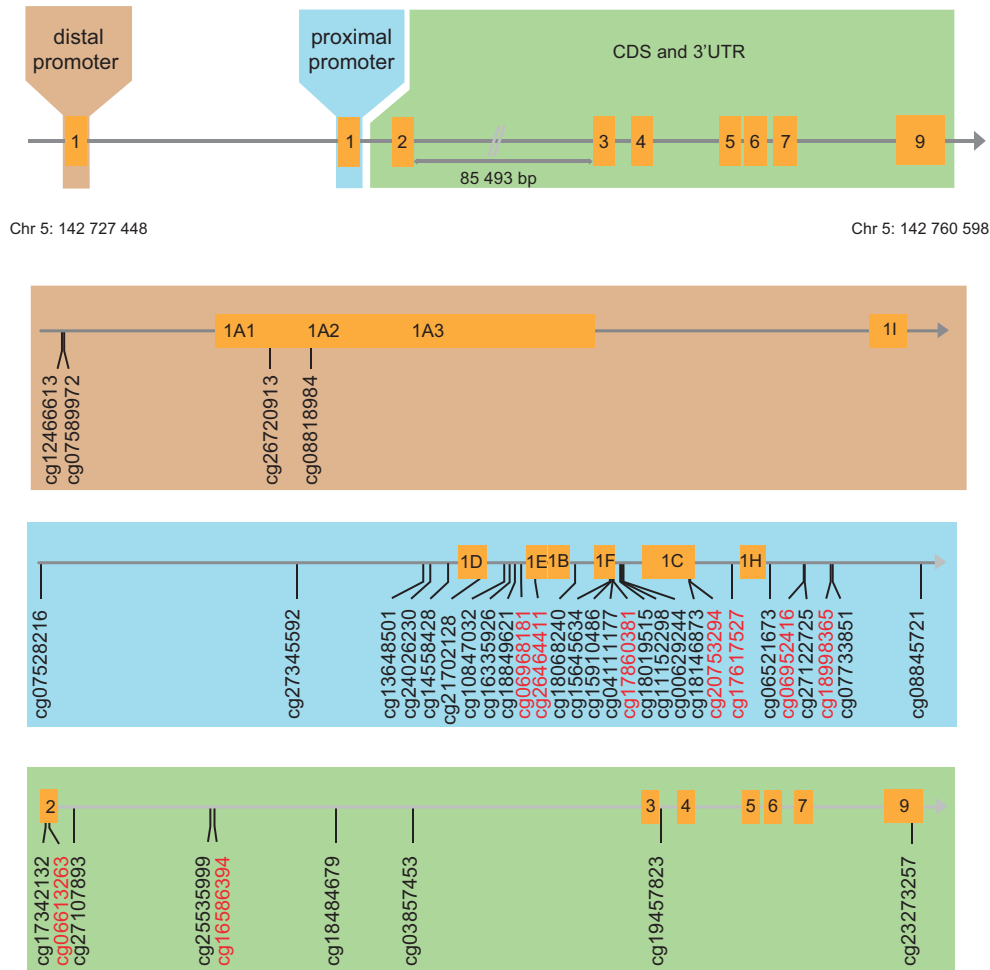 distal
promoter
proximal
promoter
CDS and 3'UTR
1
1
2
3
4
5
6
7
9
85 493 bp
Chr 5: 142 727 448
Chr 5: 142 760 598
1A1
1A2
1A3
1I
cg12466613
cg07589972
cg26720913
cg08818984
1D
1E
1B
1F
1C
1H
cg07528216
cg27345592
cg13648501
cg24026230
cg14558428
cg21702128
cg10847032
cg16335926
cg18849621
cg06968181
cg26464411
cg18068240
cg15645634
cg15910486
cg04111177
cg17860381
cg18019515
cg11152298
cg00629244
cg18146873
cg20753294
cg17617527
cg06521673
cg06952416
cg27122725
cg18998365
cg07733851
cg08845721
2
3
4
5
6
7
9
cg17342132
cg06613263
cg27107893
cg25535999
cg16586394
cg18484679
cg03857453
cg19457823
cg23273257